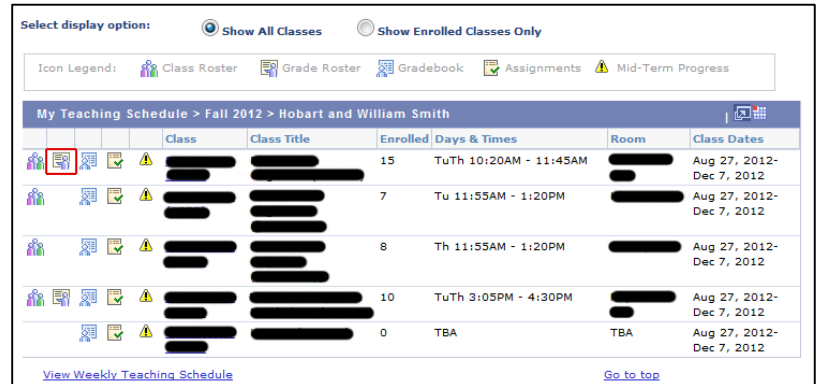 Select display option: Show All Classes Show Enrolled Classes Only
Icon Legend: Class Roster Grade Roster Gradebook Assignments Mid-Term Progress
My Teaching Schedule > Fall 2012 > Hobart and William Smith
Class Class Title Enrolled Days & Times Room Class Dates
15 TuTh 10:20AM - 11:45AM Aug 27, 2012-
Dec 7, 2012
7 Tu 11:55AM - 1:20PM Aug 27, 2012-
Dec 7, 2012
8 Th 11:55AM - 1:20PM Aug 27, 2012-
Dec 7, 2012
10 TuTh 3:05PM - 4:30PM Aug 27, 2012-
Dec 7, 2012
0 TBA TBA Aug 27, 2012-
Dec 7, 2012
View Weekly Teaching Schedule Go to top